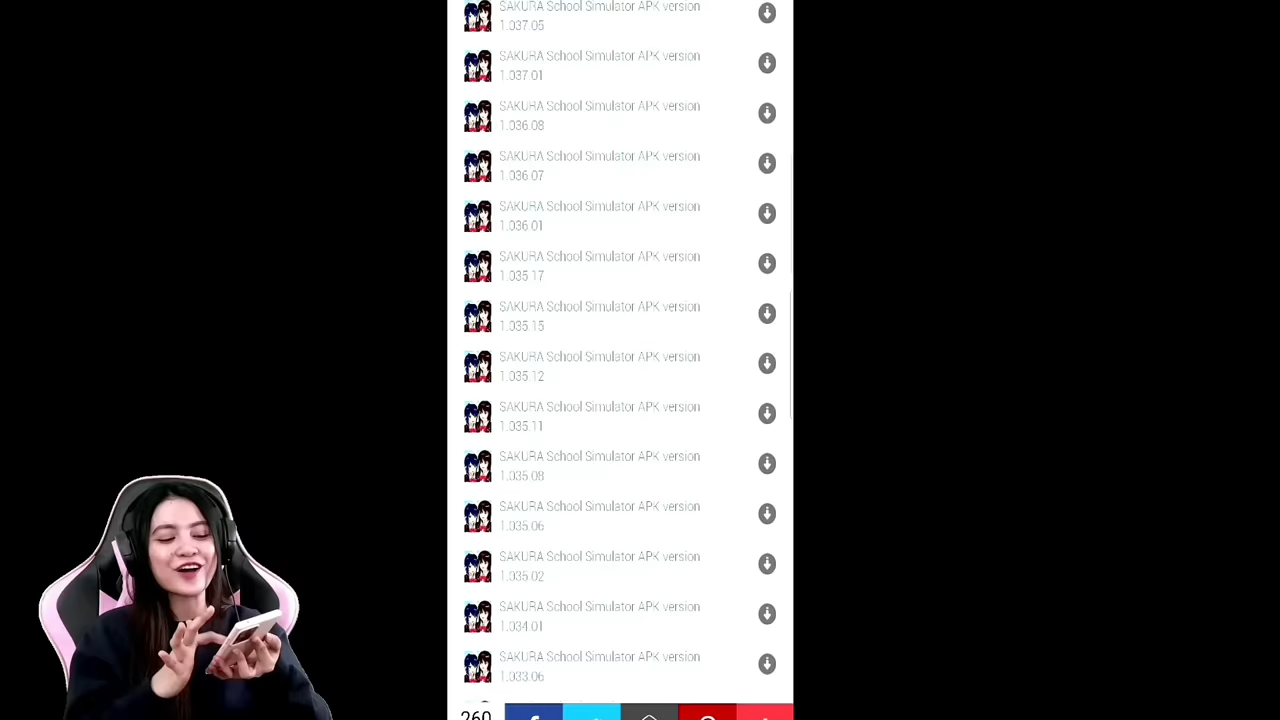 SAKURA School Simulator APK version
1.037.05
SAKURA School Simulator APK version
1.037.01
SAKURA School Simulator APK version
1.036.08
SAKURA School Simulator APK version
1.036.07
SAKURA School Simulator APK version
1.036.01
SAKURA School Simulator APK version
1.035.17
SAKURA School Simulator APK version
1.035.15
SAKURA School Simulator APK version
1.035.12
SAKURA School Simulator APK version
1.035.11
SAKURA School Simulator APK version
1.035.08
SAKURA School Simulator APK version
1.035.06
SAKURA School Simulator APK version
1.035.02
SAKURA School Simulator APK version
1.034.01
SAKURA School Simulator APK version
1.033.06
260